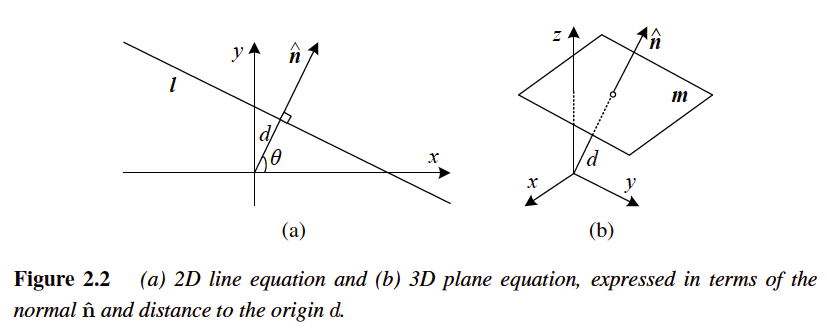 y
n̂
l
d
θ
x
(a)
z
n̂
m
d
x
y
(b)
Figure 2.2 (a) 2D line equation and (b) 3D plane equation, expressed in terms of the
normal n̂ and distance to the origin d.